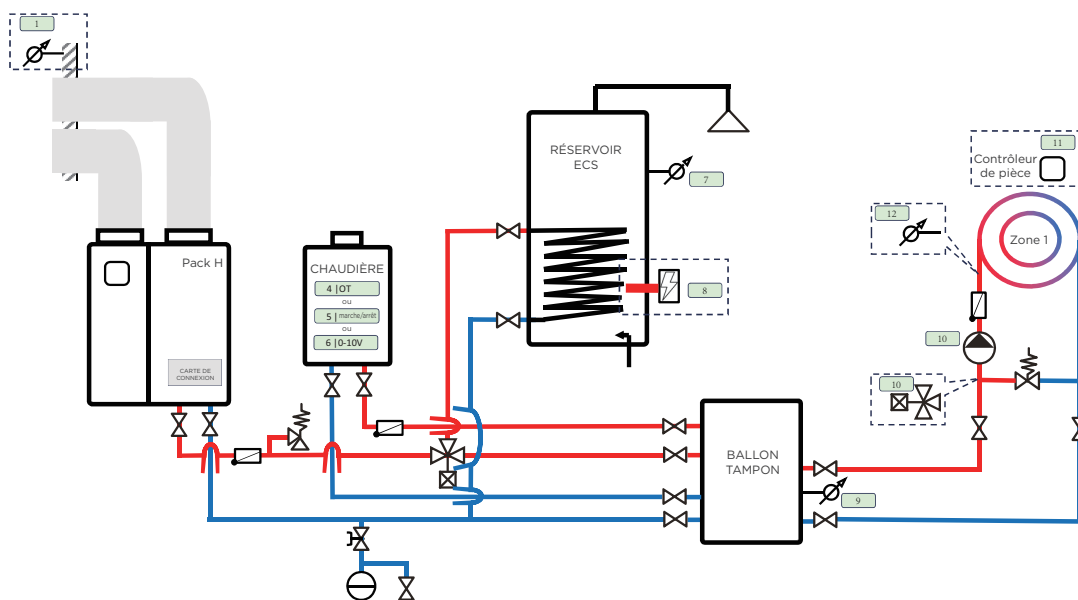 1
11
Contrôleur
de pièce
RÉSERVOIR
ECS
7
12
Zone 1
Pack H
CHAUDIÈRE
4 | OT
ou
5 | marche/arrêt
ou
6 | 0-10V
8
10
CARTE DE
CONNEXION
10
BALLON
TAMPON
9